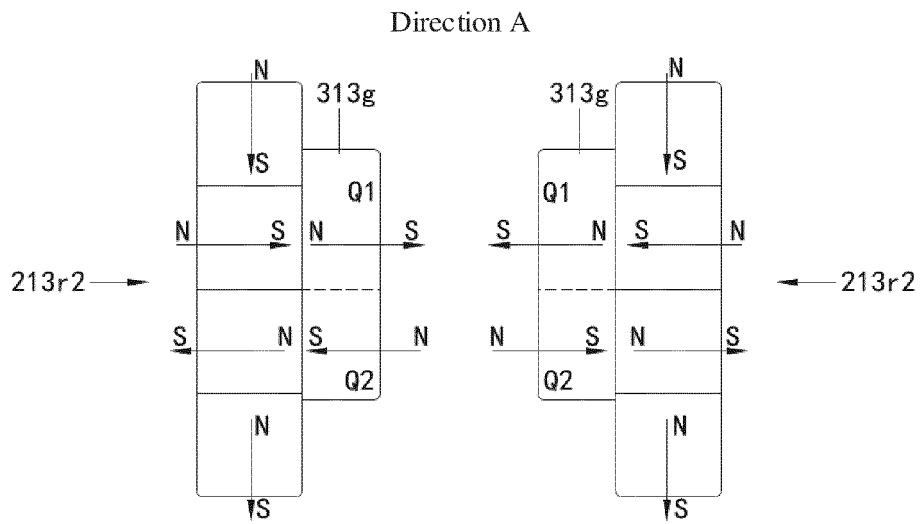 Direction A
N N
313g 313g
S S
Q1 Q1
N S N S S N S N
213r2 213r2
S N S N N S N S
Q2 Q2
N N
S S